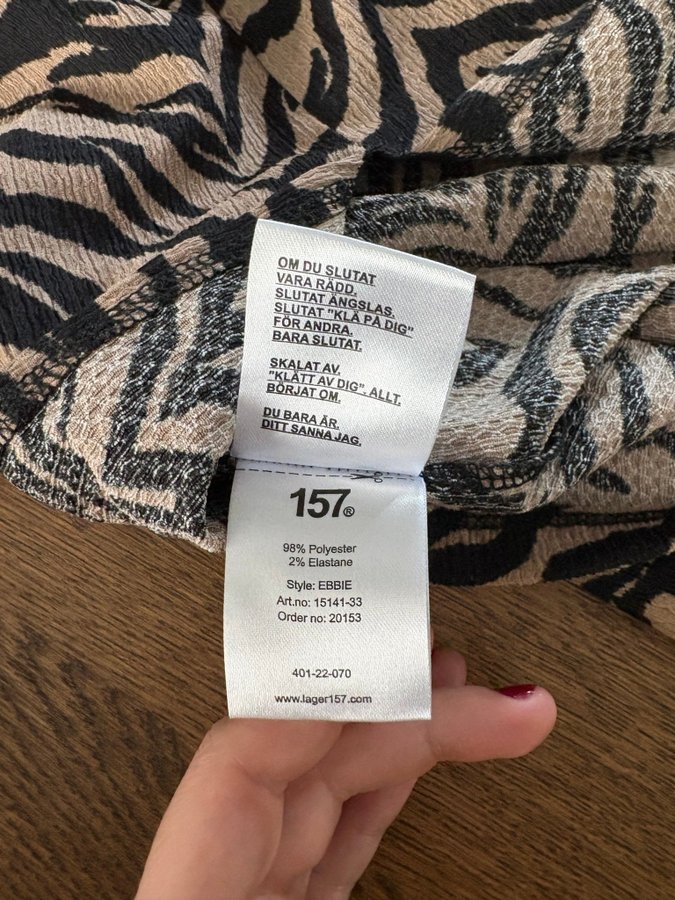 OM DU SLUTAT
VARA RÄDD.
SLUTAT ÄNGSLAS.
SLUTAT "KLÄ PÅ DIG"
FÖR ANDRA.
BARA SLUTAT.
SKALAT AV.
"KLÄTT AV DIG". ALLT.
BÖRJAT OM.
DU BARA ÄR.
DITT SANNA JAG.
157®
98% Polyester
2% Elastane
Style: EBBIE
Art.no: 15141-33
Order no: 20153
401-22-070
www.lager157.com